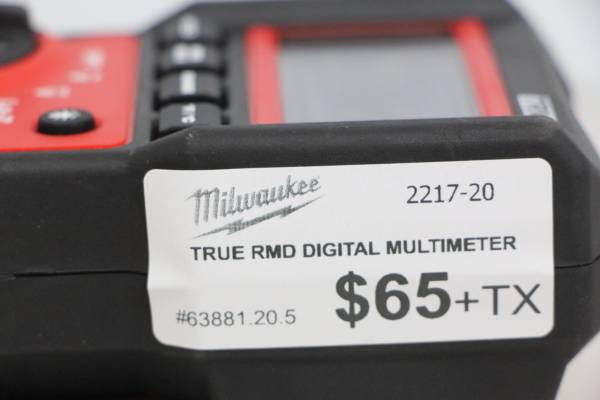 Milwaukee
2217-20
TRUE RMD DIGITAL MULTIMETER
#63881.20.5
$65+TX